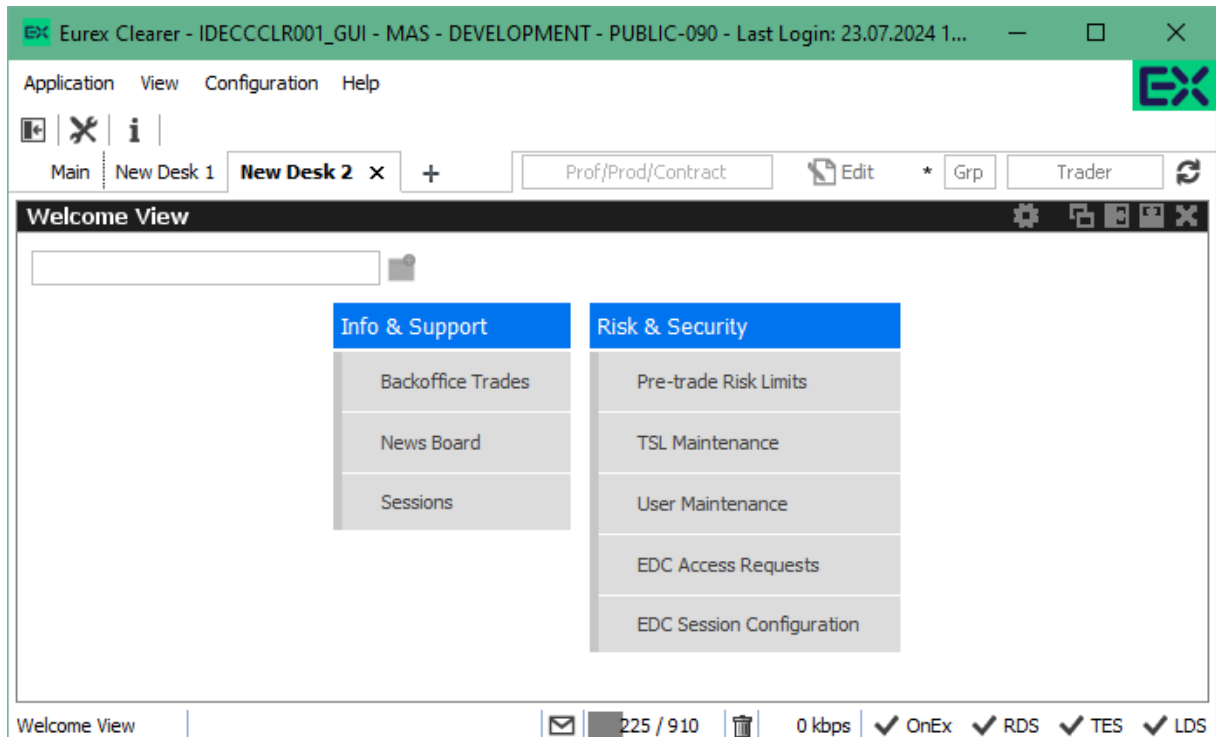 EX Eurex Clearer - IDECCCLR001_GUI - MAS - DEVELOPMENT - PUBLIC-090 - Last Login: 23.07.2024 1...
Application View Configuration Help
EX
i
Main New Desk 1 New Desk 2 × + Prof/Prod/Contract Edit * Grp Trader
Welcome View
Info & Support
Backoffice Trades
News Board
Sessions
Risk & Security
Pre-trade Risk Limits
TSL Maintenance
User Maintenance
EDC Access Requests
EDC Session Configuration
Welcome View 225 / 910 0 kbps OnEx RDS TES LDS